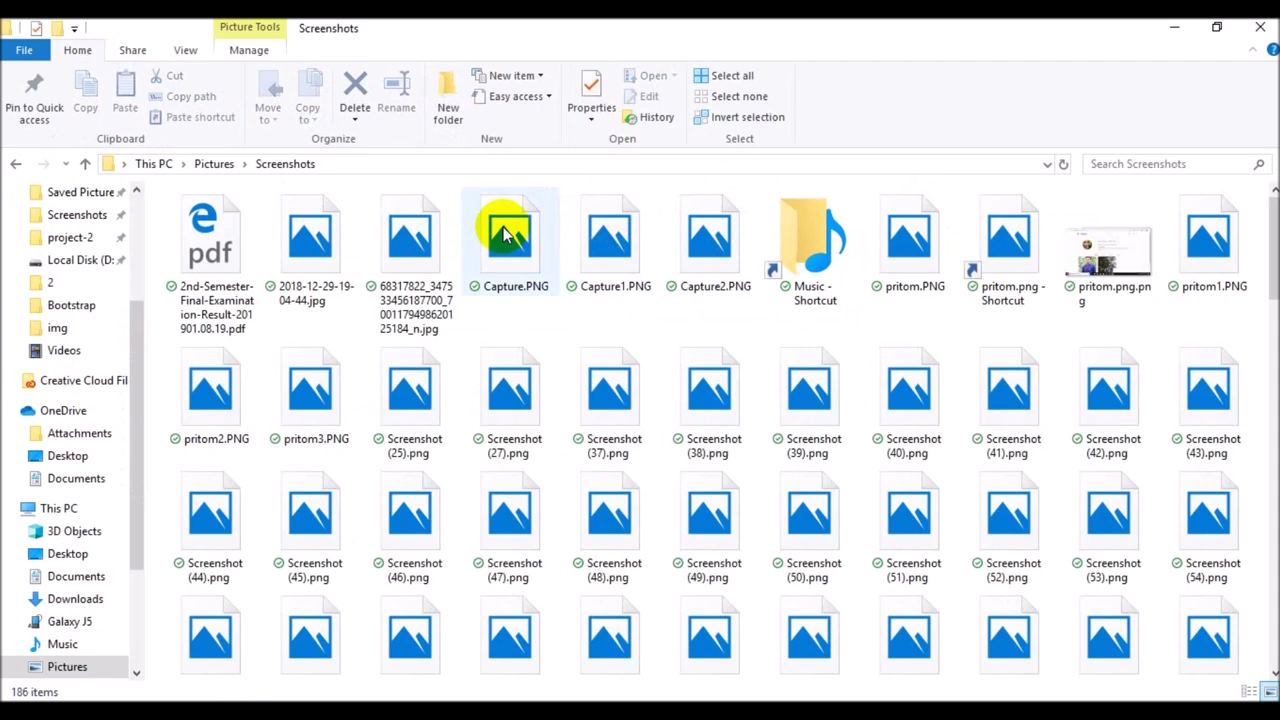 Picture Tools
Screenshots
File
Home
Share
View
Manage
Pin to Quick
access
Copy
Paste
Cut
Copy path
Paste shortcut
Clipboard
Move
to
Copy
to
Delete
Rename
Organize
New
folder
New item
Easy access
New
Properties
Open
Edit
History
Open
Select all
Select none
Invert selection
Select
This PC
Pictures
Screenshots
Search Screenshots
Saved Picture
Screenshots
project-2
Local Disk (D:
2
Bootstrap
img
Videos
Creative Cloud Fil
OneDrive
Attachments
Desktop
Documents
This PC
3D Objects
Desktop
Documents
Downloads
Galaxy J5
Music
Pictures
pdf
2nd-Semester-
Final-Examinat
ion-Result-201
901.08.19.pdf
2018-12-29-19-
04-44.jpg
68317822_3475
33456187700_7
0011794986201
25184_n.jpg
Capture.PNG
Capture1.PNG
Capture2.PNG
Music -
Shortcut
pritom.PNG
pritom.png -
Shortcut
pritom.png.pn
g
pritom1.PNG
pritom2.PNG
pritom3.PNG
Screenshot
(25).png
Screenshot
(27).png
Screenshot
(37).png
Screenshot
(38).png
Screenshot
(39).png
Screenshot
(40).png
Screenshot
(41).png
Screenshot
(42).png
Screenshot
(43).png
Screenshot
(44).png
Screenshot
(45).png
Screenshot
(46).png
Screenshot
(47).png
Screenshot
(48).png
Screenshot
(49).png
Screenshot
(50).png
Screenshot
(51).png
Screenshot
(52).png
Screenshot
(53).png
Screenshot
(54).png
186 items